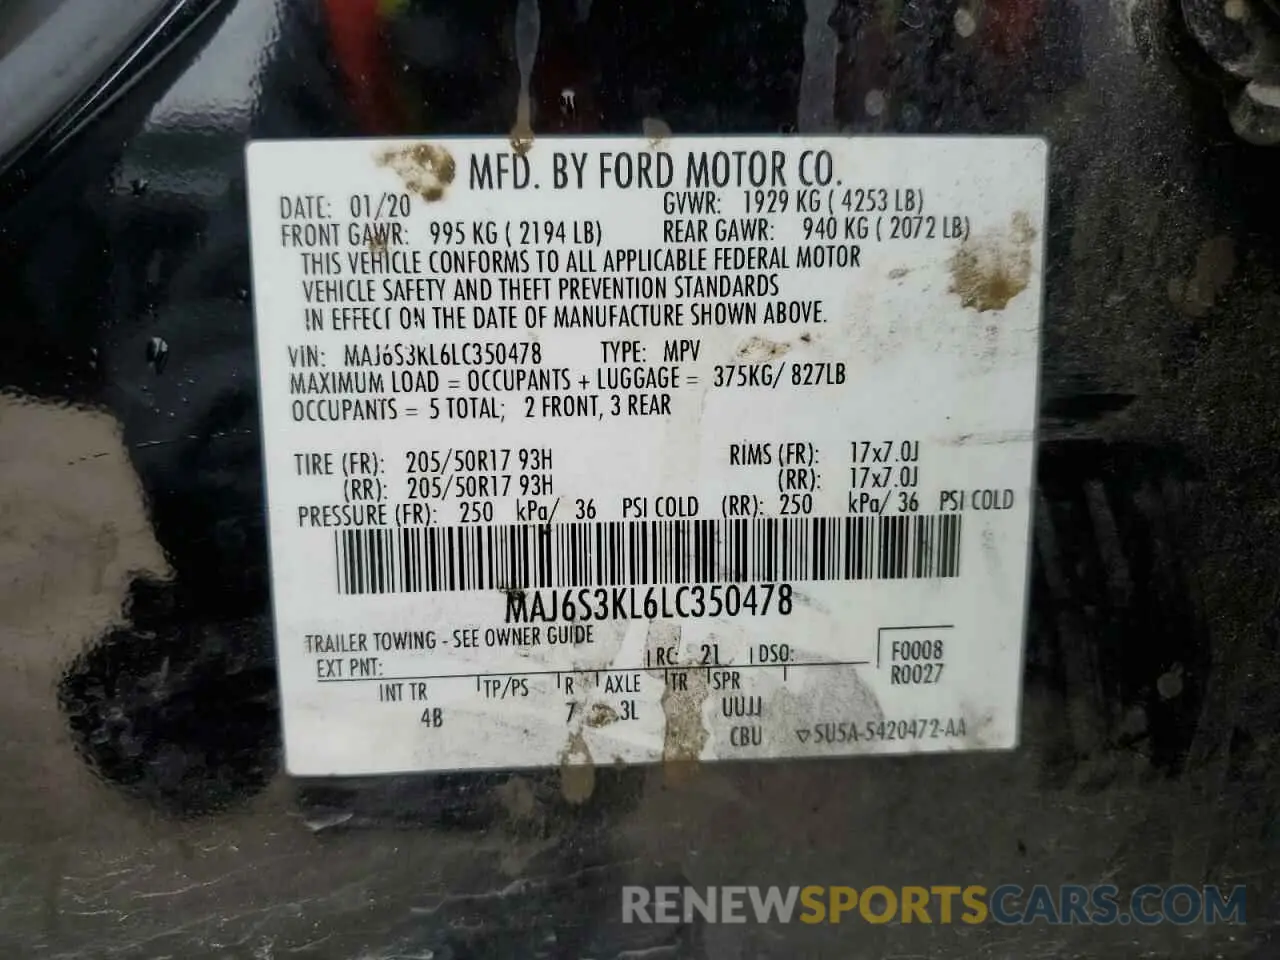 MFD. BY FORD MOTOR CO.
DATE: 01/20 GVWR: 1929 KG ( 4253 LB)
FRONT GAWR: 995 KG ( 2194 LB) REAR GAWR: 940 KG ( 2072 LB)
THIS VEHICLE CONFORMS TO ALL APPLICABLE FEDERAL MOTOR
VEHICLE SAFETY AND THEFT PREVENTION STANDARDS
IN EFFECT ON THE DATE OF MANUFACTURE SHOWN ABOVE.
VIN: MAJ6S3KL6LC350478 TYPE: MPV
MAXIMUM LOAD = OCCUPANTS + LUGGAGE = 375KG/ 827LB
OCCUPANTS = 5 TOTAL; 2 FRONT, 3 REAR
TIRE (FR): 205/50R17 93H RIMS (FR): 17x7.0J
(RR): 205/50R17 93H (RR): 17x7.0J
PRESSURE (FR): 250 kPa/ 36 PSI COLD (RR): 250 kPa/ 36 PSI COLD
MAJ6S3KL6LC350478
TRAILER TOWING - SEE OWNER GUIDE
EXT PNT: RC: 21 DSO: F0008
R0027
INT TR TP/PS R AXLE TR SPR
4B 7 3L UUJJ
CBU 5U5A-5420472-AA
RENEWSPORTSCARS.COM